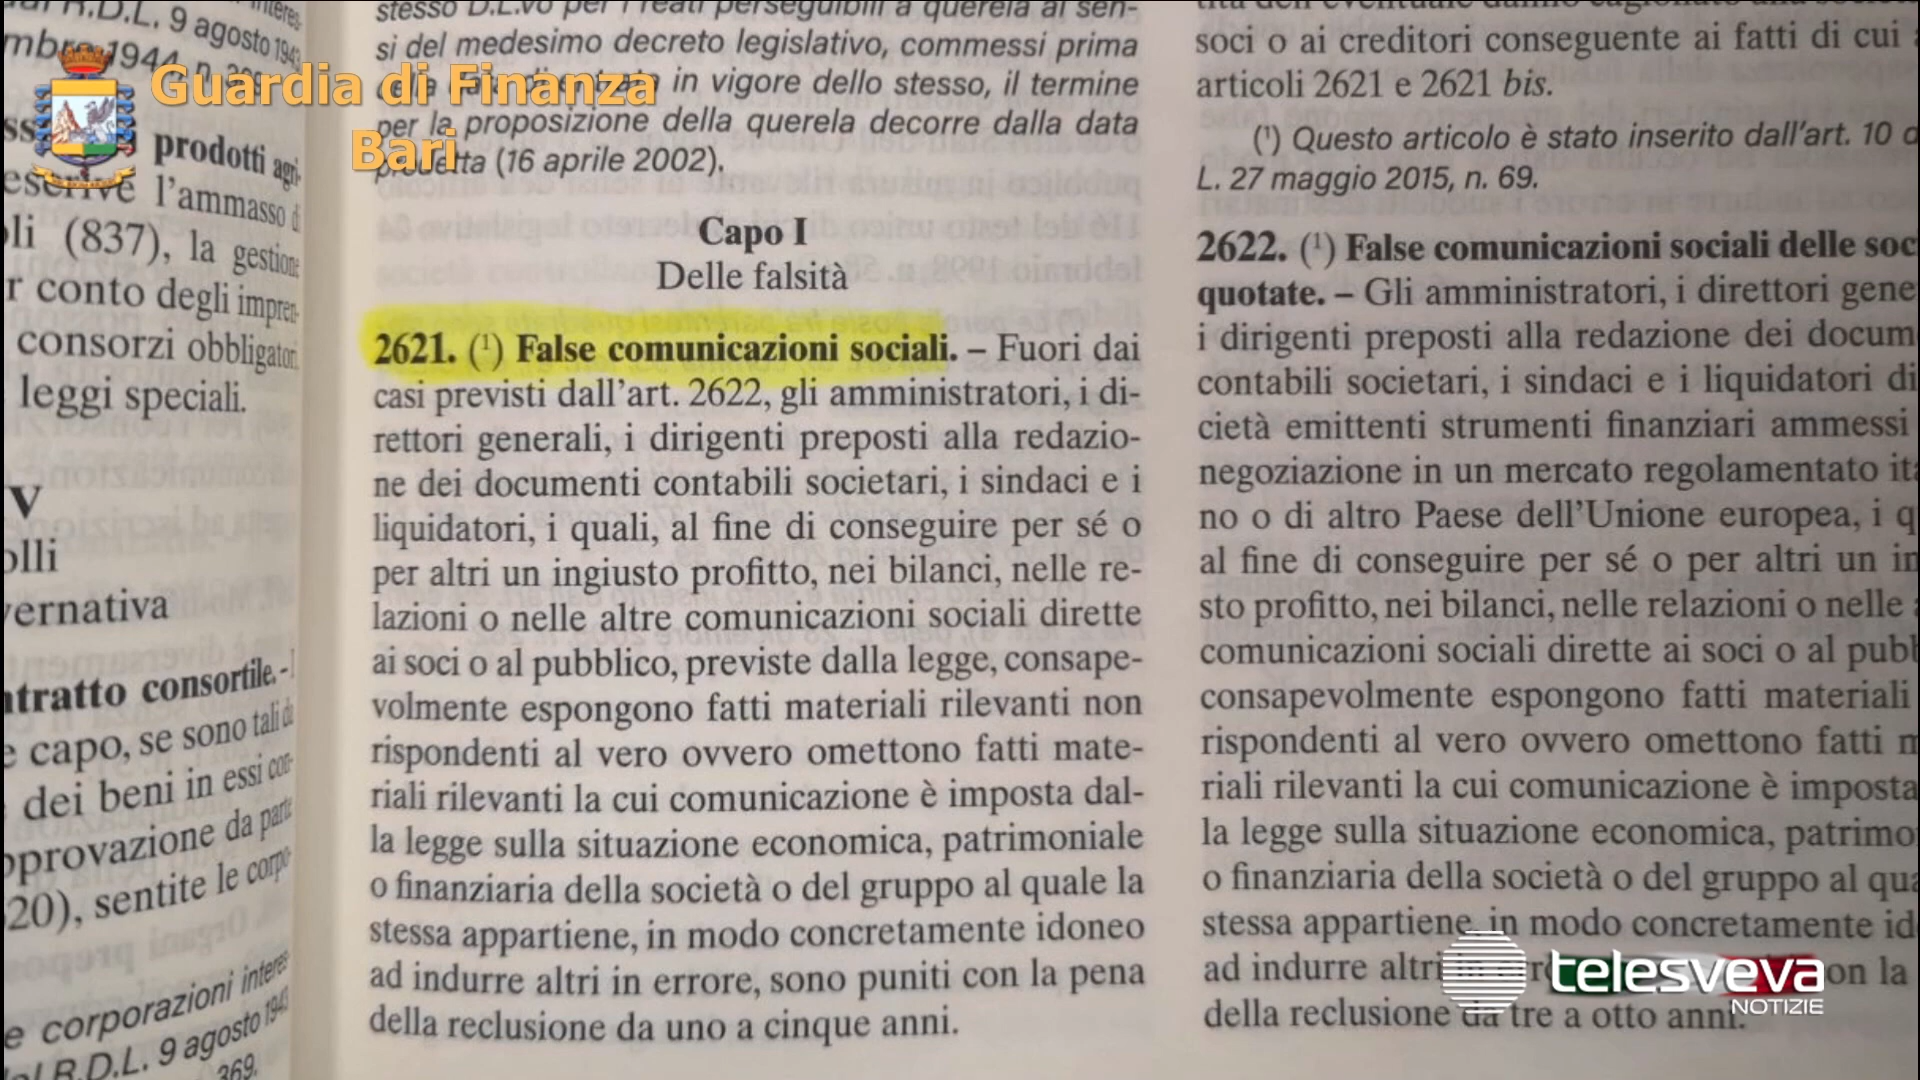 Guardia di Finanza
Bari
9 agosto
prodotti agri-
l'ammasso
(837), la gestione
r conto degli impren-
consorzi obbligatori
leggi speciali.
V
olli
vernativa
ntratto consortile. -
e capo, se sono tali
dei beni in essi con-
pprovazione da parte
20), sentite le corpo-
e corporazioni interes-
R.D.L. 9 agosto 194
369.
stesso D.L.vo per i reati perseguibili a querela ai sen-
si del medesimo decreto legislativo, commessi prima
in vigore dello stesso, il termine
per la proposizione della querela decorre dalla data
(16 aprile 2002).
Capo I
Delle falsità
2621. (¹) False comunicazioni sociali. – Fuori dai
casi previsti dall'art. 2622, gli amministratori, i di-
rettori generali, i dirigenti preposti alla redazio-
ne dei documenti contabili societari, i sindaci e i
liquidatori, i quali, al fine di conseguire per sé o
per altri un ingiusto profitto, nei bilanci, nelle re-
lazioni o nelle altre comunicazioni sociali dirette
ai soci o al pubblico, previste dalla legge, consape-
volmente espongono fatti materiali rilevanti non
rispondenti al vero ovvero omettono fatti mate-
riali rilevanti la cui comunicazione è imposta dal-
la legge sulla situazione economica, patrimoniale
o finanziaria della società o del gruppo al quale la
stessa appartiene, in modo concretamente idoneo
ad indurre altri in errore, sono puniti con la pena
della reclusione da uno a cinque anni.
soci o ai creditori conseguente ai fatti di cui
articoli 2621 e 2621 bis.
(¹) Questo articolo è stato inserito dall'art. 10
L. 27 maggio 2015, n. 69.
2622. (¹) False comunicazioni sociali delle soc
quotate. – Gli amministratori, i direttori gene
i dirigenti preposti alla redazione dei docum
contabili societari, i sindaci e i liquidatori di
cietà emittenti strumenti finanziari ammessi
negoziazione in un mercato regolamentato ita
no o di altro Paese dell'Unione europea, i q
al fine di conseguire per sé o per altri un in
sto profitto, nei bilanci, nelle relazioni o nelle
comunicazioni sociali dirette ai soci o al pubb
consapevolmente espongono fatti materiali
rispondenti al vero ovvero omettono fatti m
riali rilevanti la cui comunicazione è imposta
la legge sulla situazione economica, patrimo
o finanziaria della società o del gruppo al qua
stessa appartiene, in modo concretamente id
ad indurre altri in on la
della reclusione da tre a otto anni.
telesveva
NOTIZIE